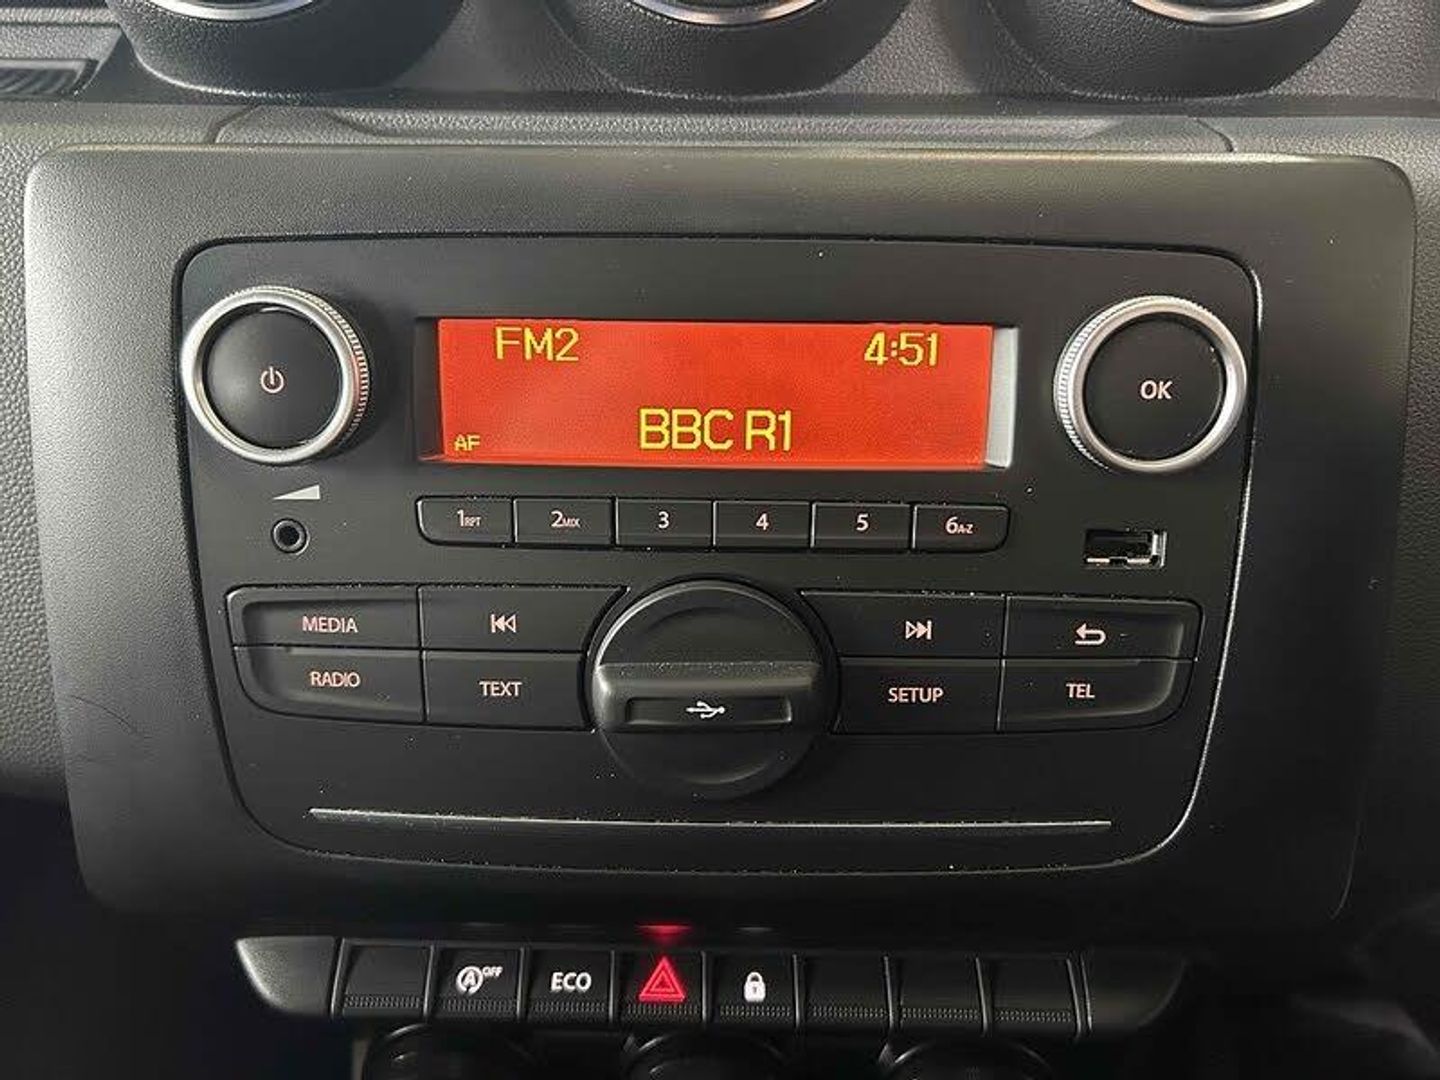 FM2 4:51
BBC R1
AF
OK
1RPT 2MIX 3 4 5 6A-Z
MEDIA
RADIO TEXT SETUP TEL
A OFF ECO